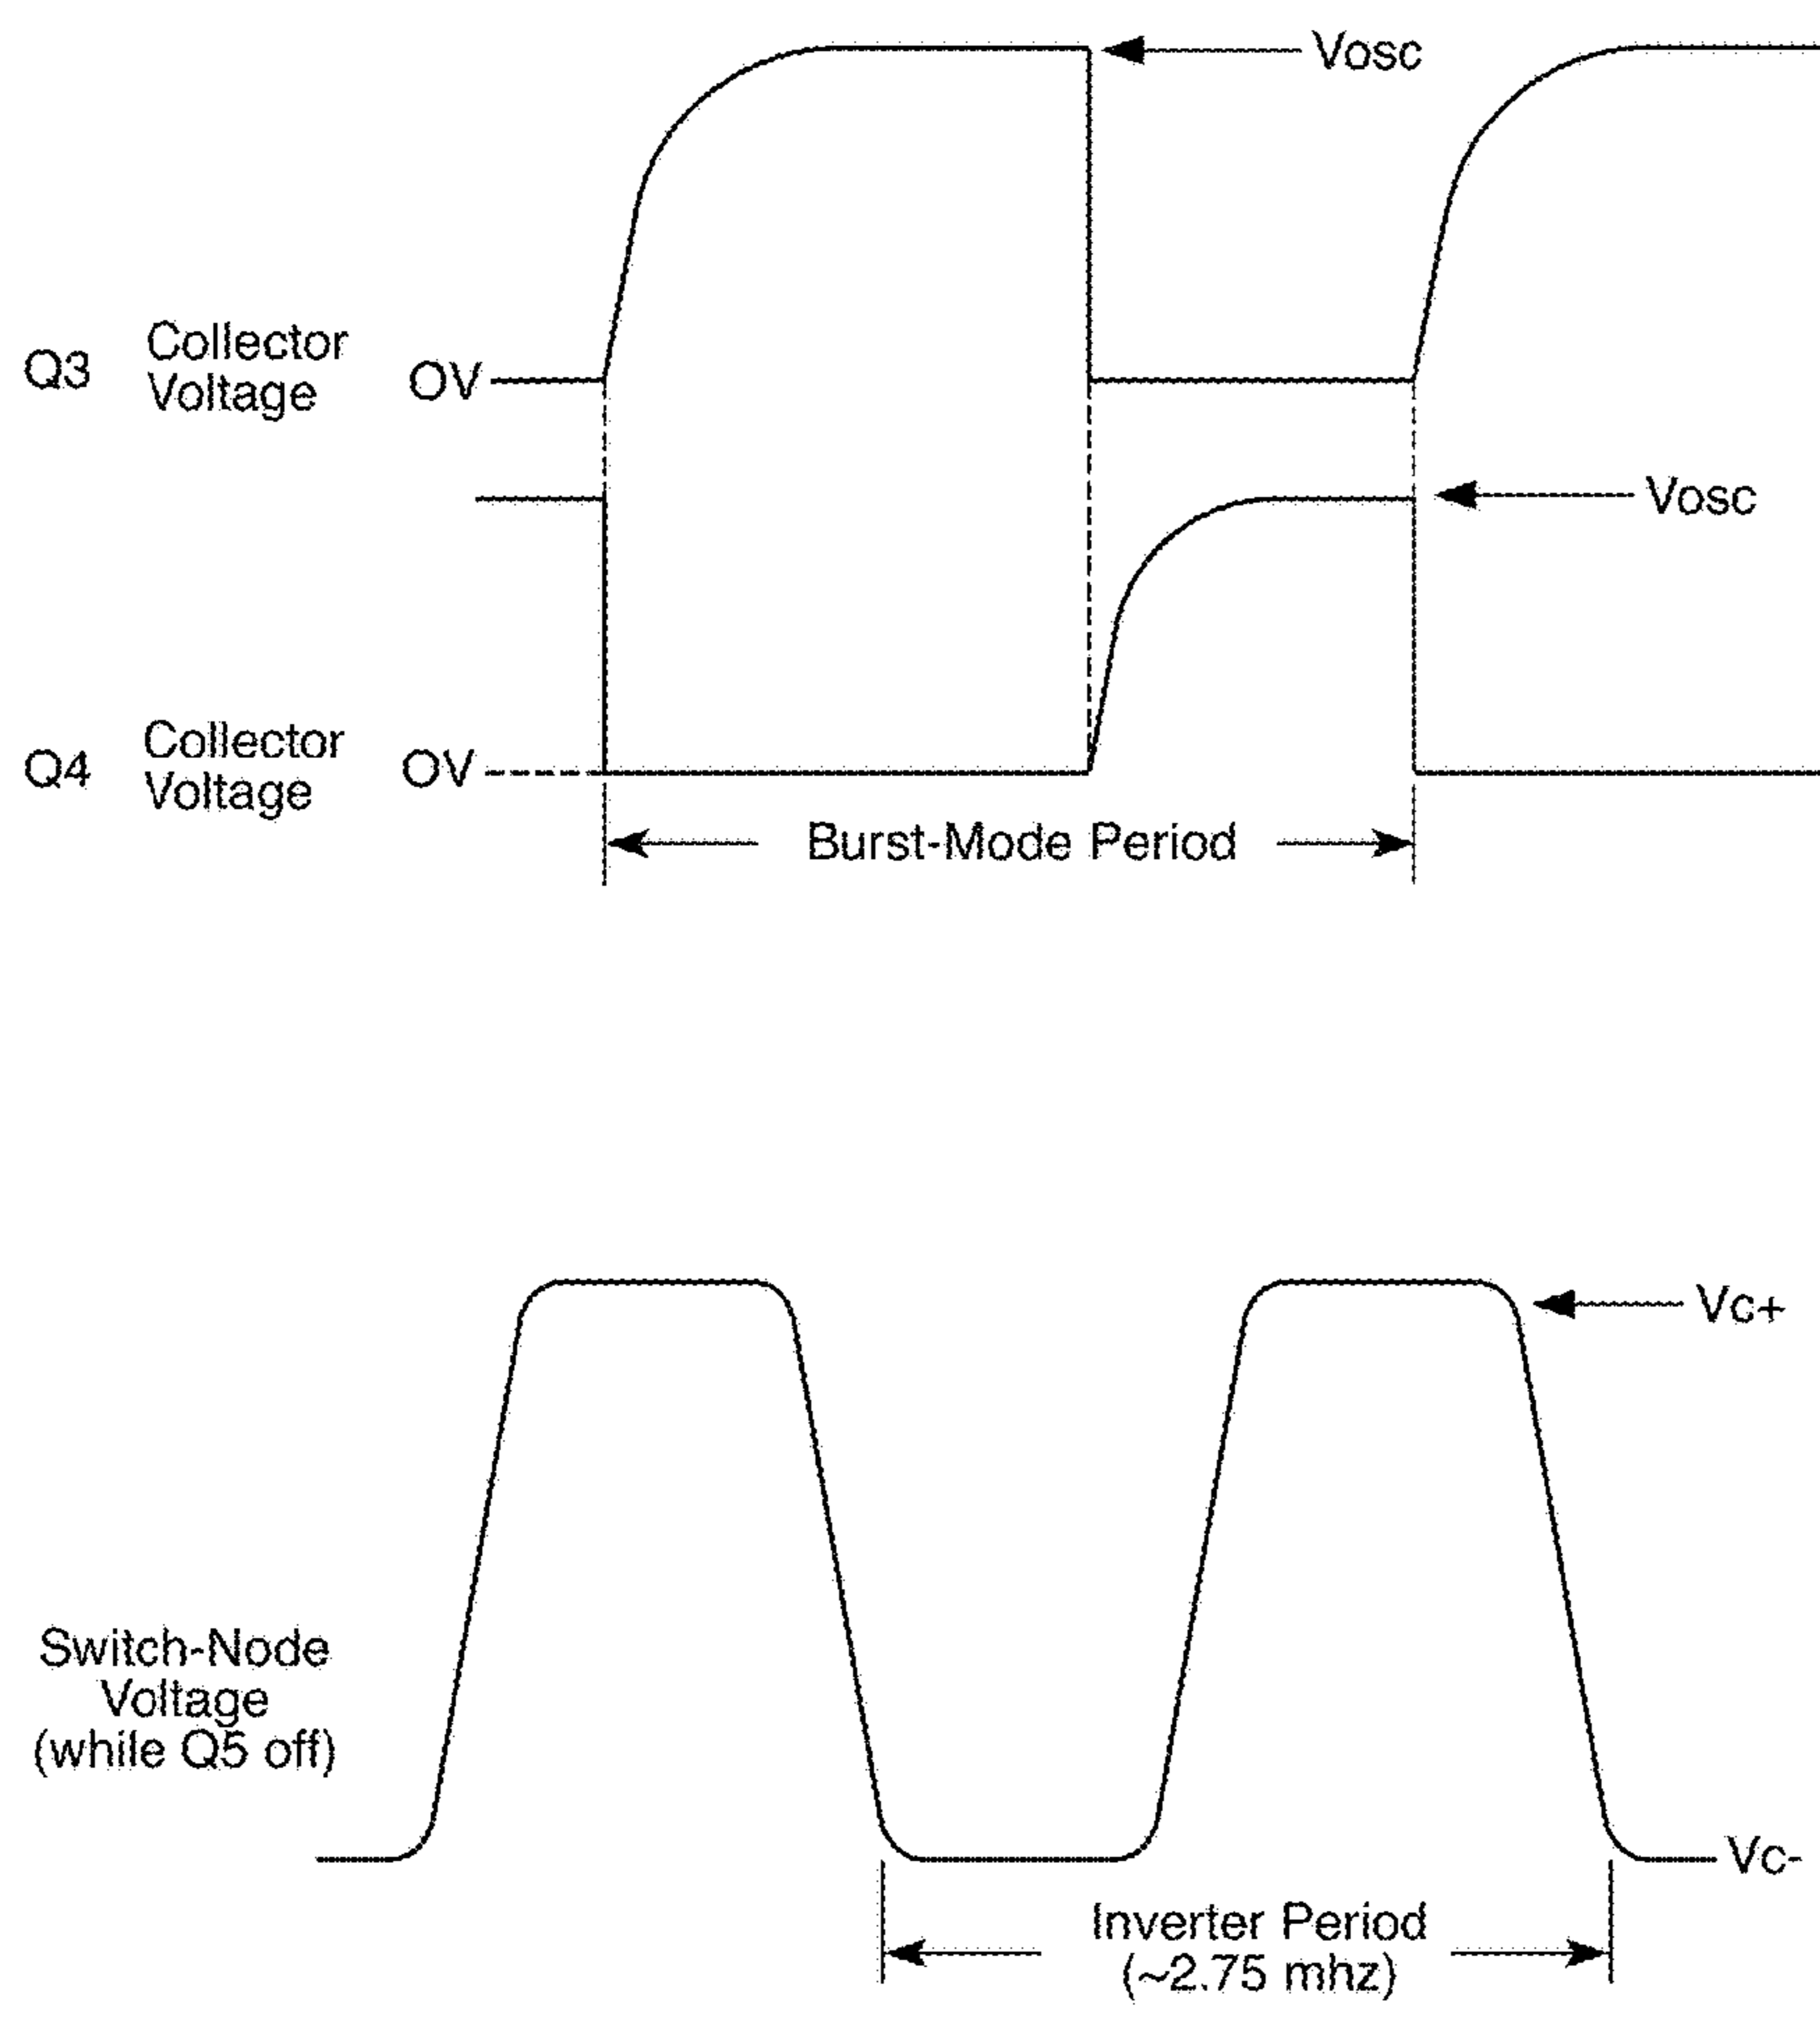 Vosc
Q3 Collector Voltage OV
Vosc
Q4 Collector Voltage OV
Burst-Mode Period
Vc+
Switch-Node
Voltage
(while Q5 off)
Vc-
Inverter Period
(~2.75 mhz)